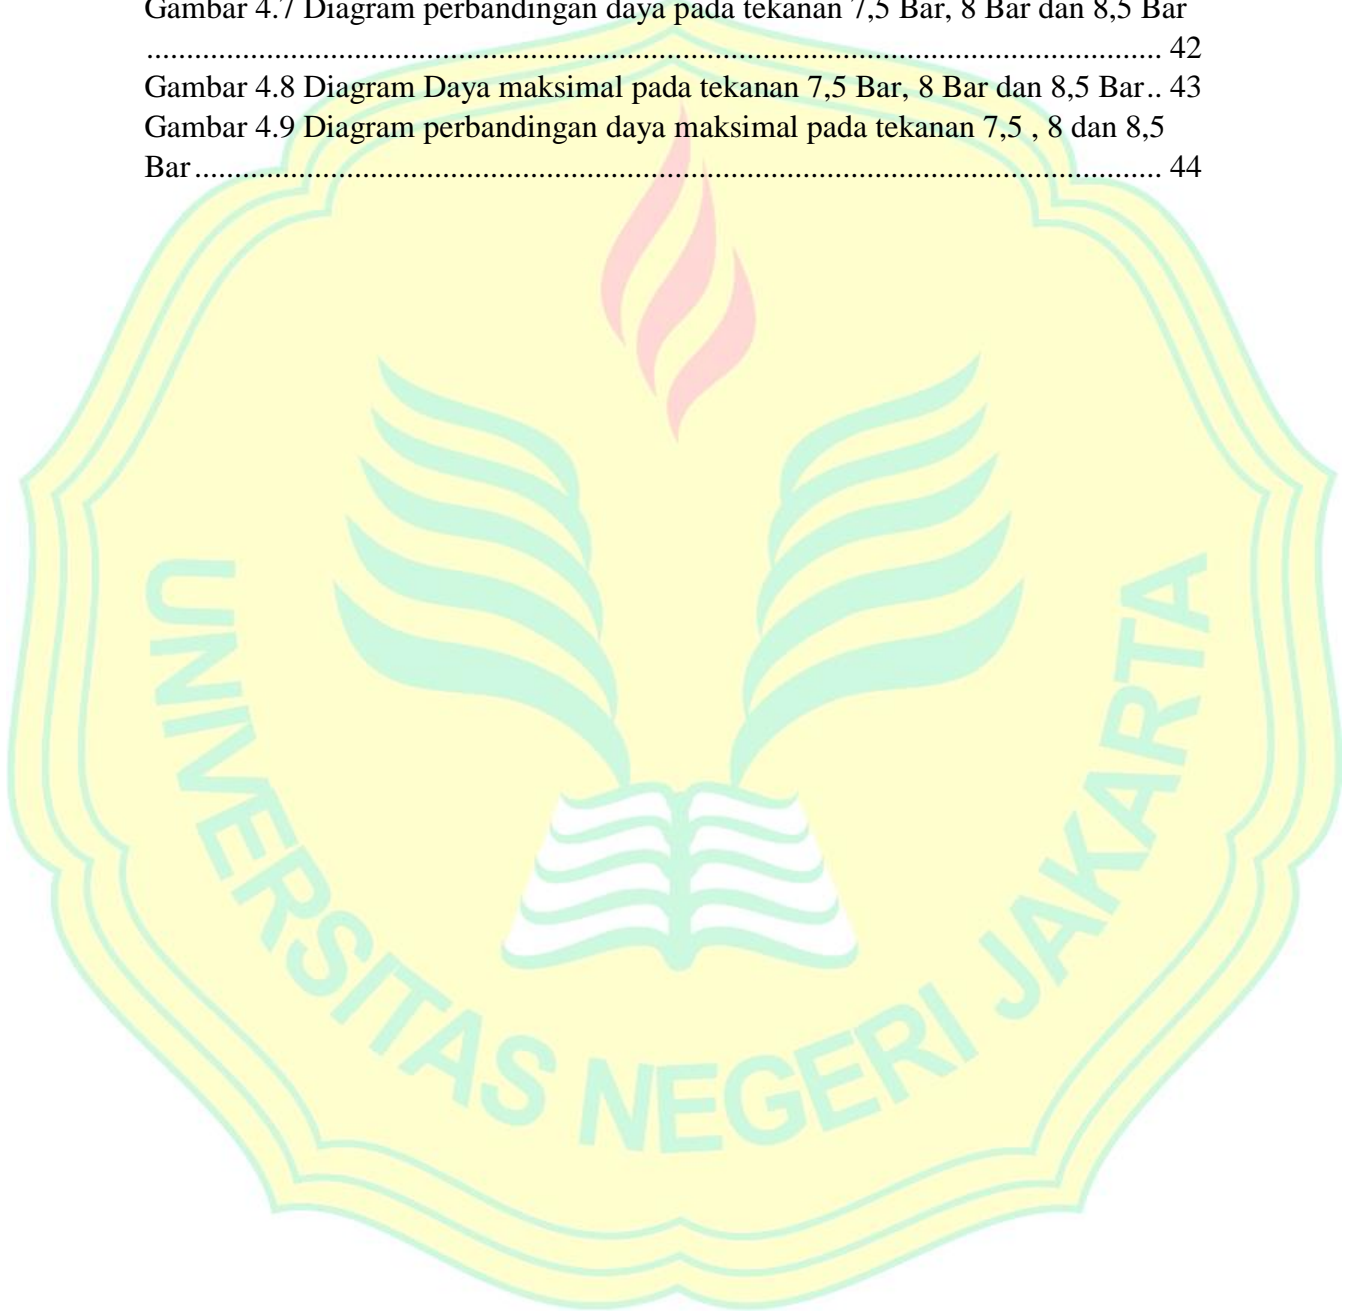 Gambar 4.7 Diagram perbandingan daya pada tekanan 7,5 Bar, 8 Bar dan 8,5 Bar
............................................................................................................................... 42
Gambar 4.8 Diagram Daya maksimal pada tekanan 7,5 Bar, 8 Bar dan 8,5 Bar.. 43
Gambar 4.9 Diagram perbandingan daya maksimal pada tekanan 7,5 , 8 dan 8,5
Bar......................................................................................................................... 44
UNIVERSITAS NEGERI JAKARTA